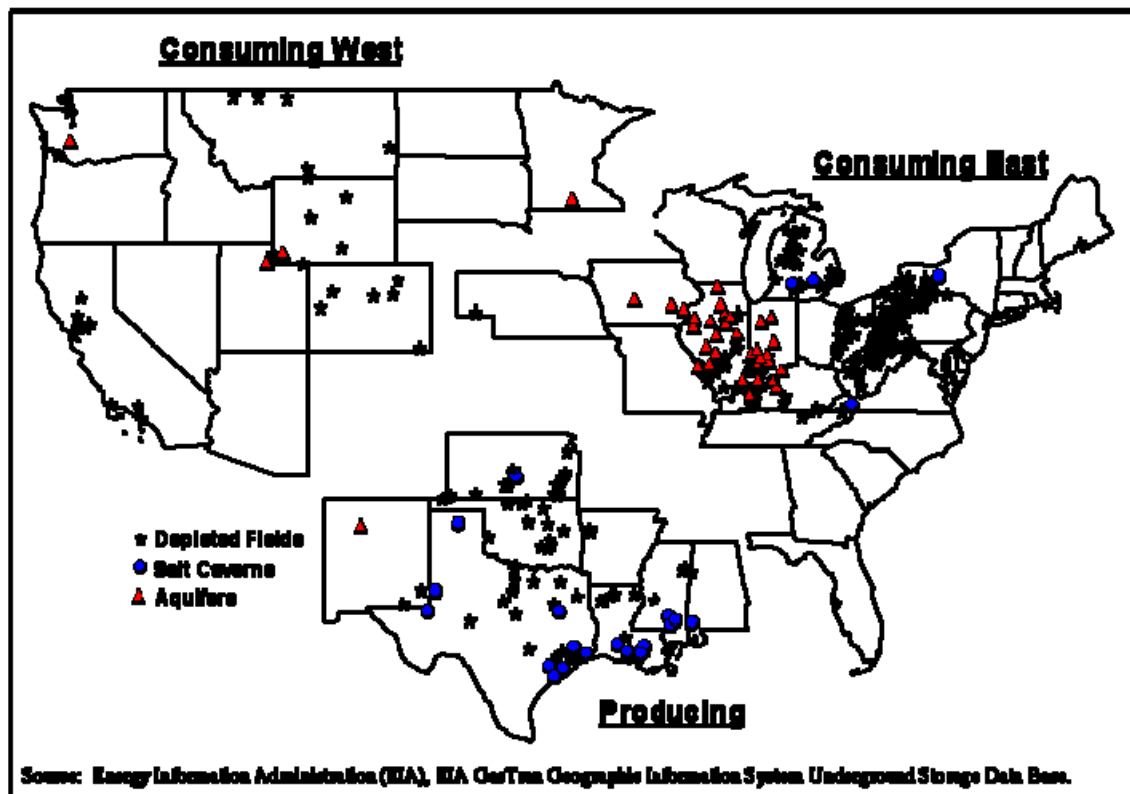 Consuming West
Consuming East
* Depleted Fields
Salt Caverns
Aquifers
Producing
Source: Energy Information Administration (EIA), EIA GasTran Geographic Information System Underground Storage Data Base.